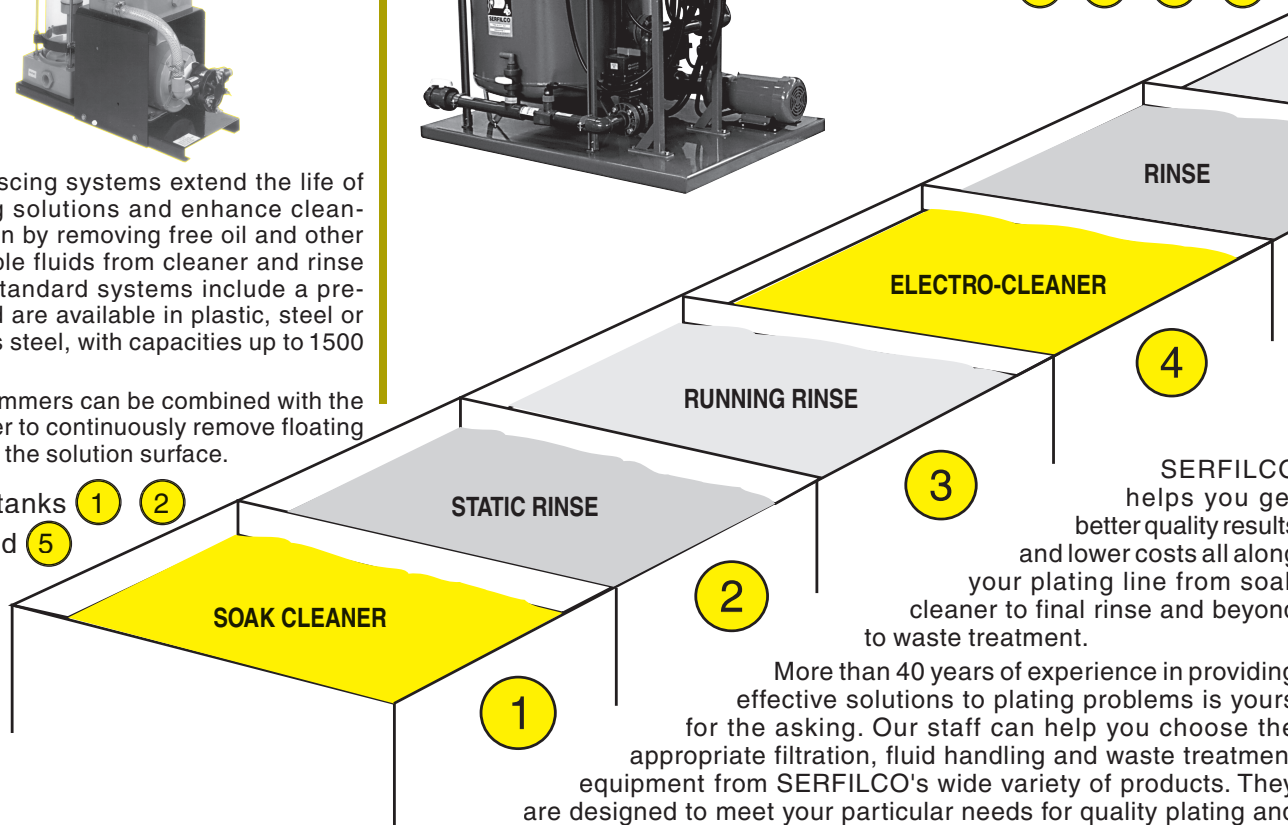 SERFILCO
scing systems extend the life of
solutions and enhance clean-
by removing free oil and other
fluids from cleaner and rinse
tandard systems include a pre-
are available in plastic, steel or
steel, with capacities up to 1500
mmers can be combined with the
to continuously remove floating
the solution surface.
tanks 1 2
5
RINSE
ELECTRO-CLEANER
4
RUNNING RINSE
3
STATIC RINSE
2
SOAK CLEANER
1
SERFILCO
helps you ge
better quality results
and lower costs all along
your plating line from soa
cleaner to final rinse and beyond
to waste treatment.
More than 40 years of experience in providing
effective solutions to plating problems is yours
for the asking. Our staff can help you choose the
appropriate filtration, fluid handling and waste treatmen
equipment from SERFILCO's wide variety of products. They
are designed to meet your particular needs for quality plating and